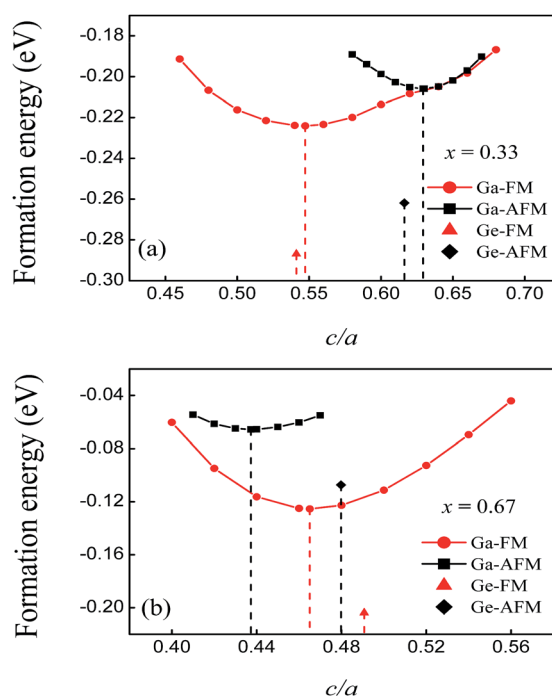 Formation energy (eV)
-0.18
-0.20
-0.22
-0.24
-0.26
-0.28
-0.30
x = 0.33
Ga-FM
Ga-AFM
Ge-FM
Ge-AFM
(a)
0.45 0.50 0.55 0.60 0.65 0.70
c/a
Formation energy (eV)
-0.04
-0.08
-0.12
-0.16
-0.20
x = 0.67
Ga-FM
Ga-AFM
Ge-FM
Ge-AFM
(b)
0.40 0.44 0.48 0.52 0.56
c/a